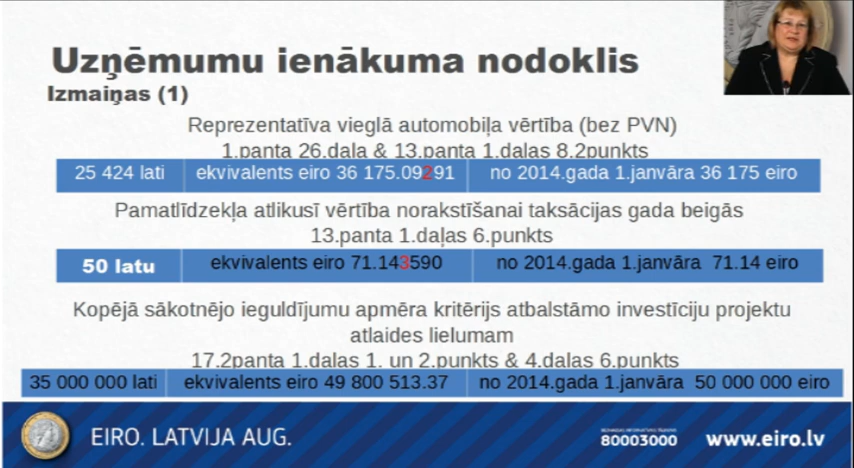 Uzņēmumu ienākuma nodoklis
Izmaiņas (1)
Reprezentatīva vieglā automobiļa vērtība (bez PVN)
1.panta 26.daļa & 13.panta 1.daļas 8.2punkts
25 424 lati ekvivalents eiro 36 175.09291 no 2014.gada 1.janvāra 36 175 eiro
Pamatlīdzekļa atlikusī vērtība norakstīšanai taksācijas gada beigās
13.panta 1.daļas 6.punkts
50 latu ekvivalents eiro 71.143590 no 2014.gada 1.janvāra 71.14 eiro
Kopējā sākotnējo ieguldījumu apmēra kritērijs atbalstāmo investīciju projektu
atlaides lielumam
17.2panta 1.daļas 1. un 2.punkts & 4.daļas 6.punkts
35 000 000 lati ekvivalents eiro 49 800 513.37 no 2014.gada 1.janvāra 50 000 000 eiro
EIRO. LATVIJA AUG.
80003000
www.eiro.lv